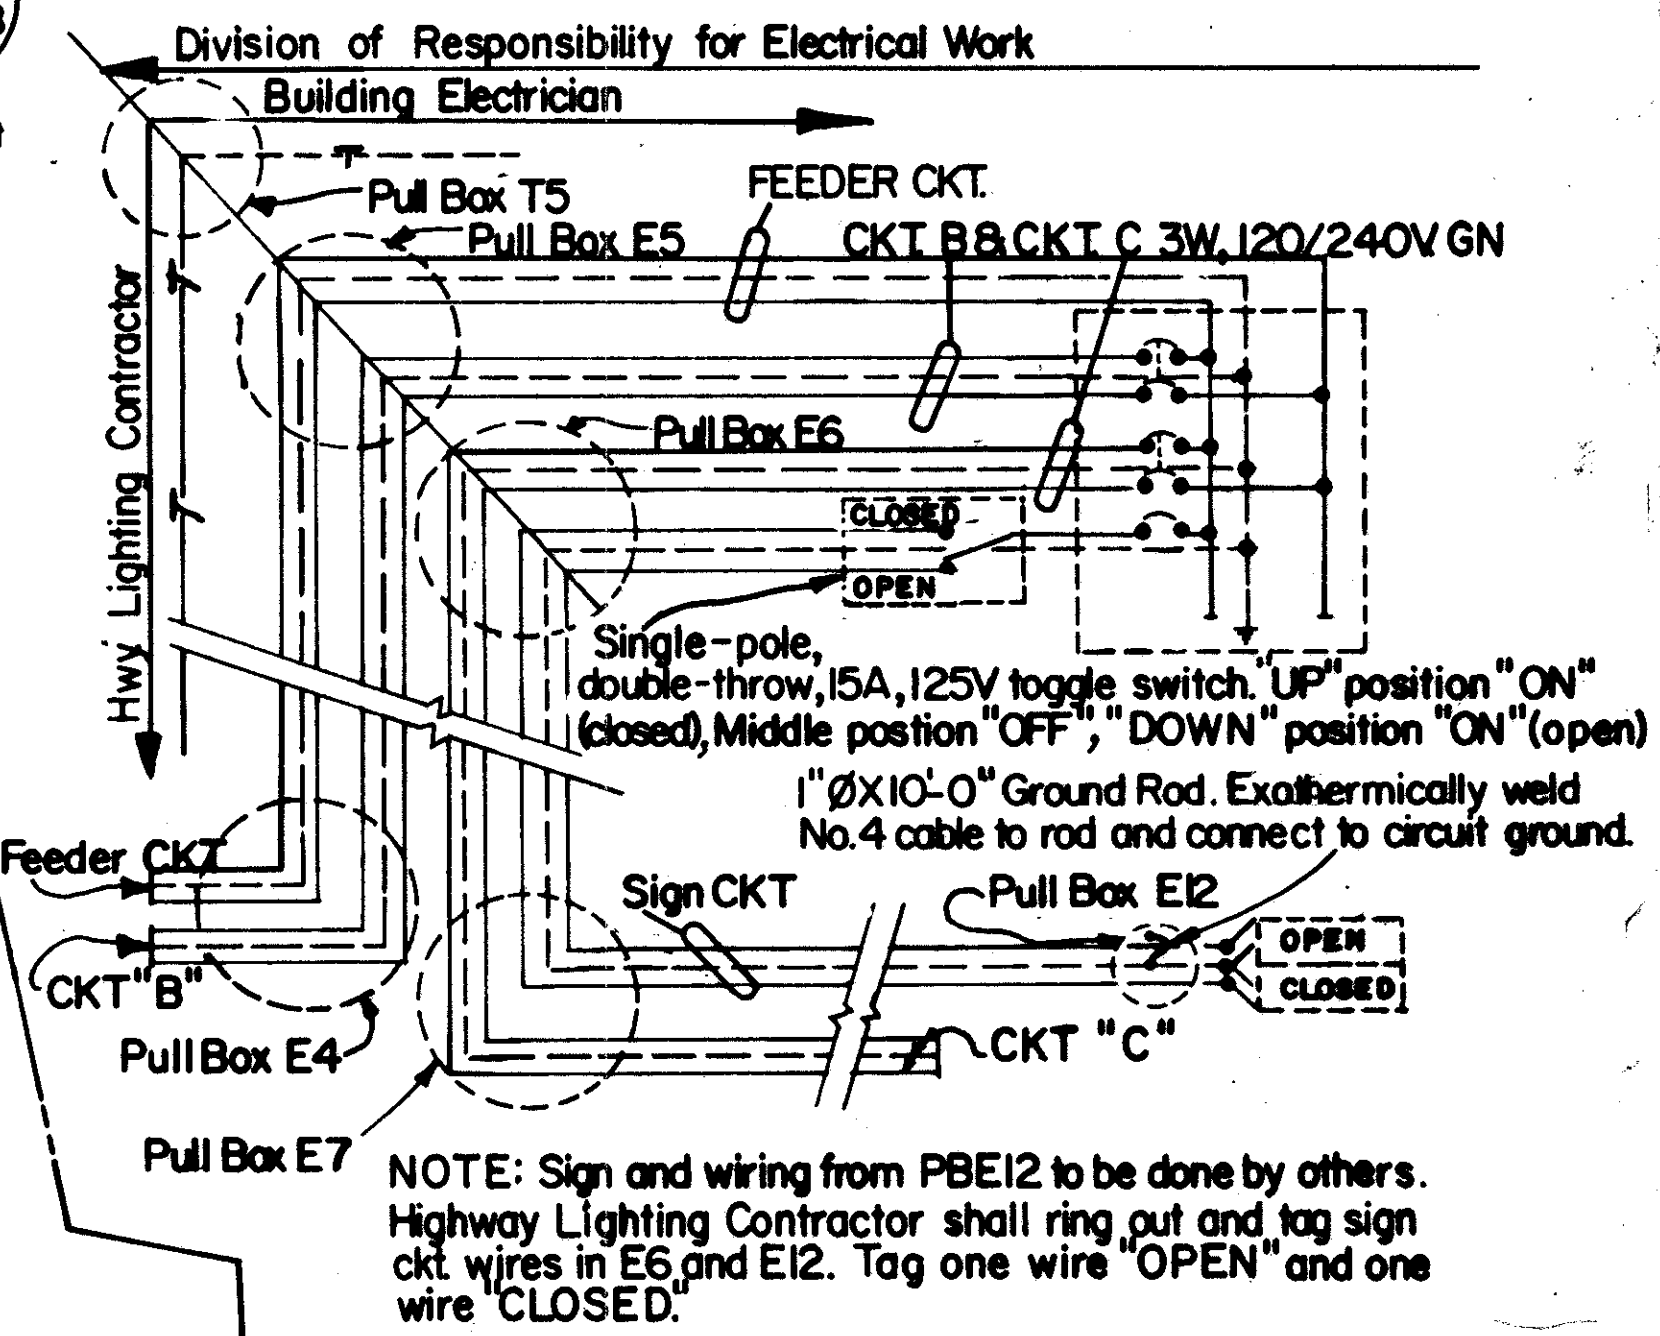 Division of Responsibility for Electrical Work
Building Electrician
T
Pull Box T5
FEEDER CKT.
Pull Box E5
CKT. B & CKT. C 3W, 120/240V. GN
Hwy Lighting Contractor
T
T
Pull Box E6
CLOSED
OPEN
Single-pole,
double-throw, 15A, 125V toggle switch. "UP" position "ON"
(closed), Middle postion "OFF", "DOWN" position "ON" (open)
1"ØX10'-0" Ground Rod. Exothermically weld
No.4 cable to rod and connect to circuit ground.
Feeder CKT
Sign CKT
Pull Box E12
OPEN
CLOSED
CKT "B"
Pull Box E4
CKT "C"
Pull Box E7
NOTE: Sign and wiring from PBE12 to be done by others.
Highway Lighting Contractor shall ring out and tag sign
ckt. wires in E6 and E12. Tag one wire "OPEN" and one
wire "CLOSED."